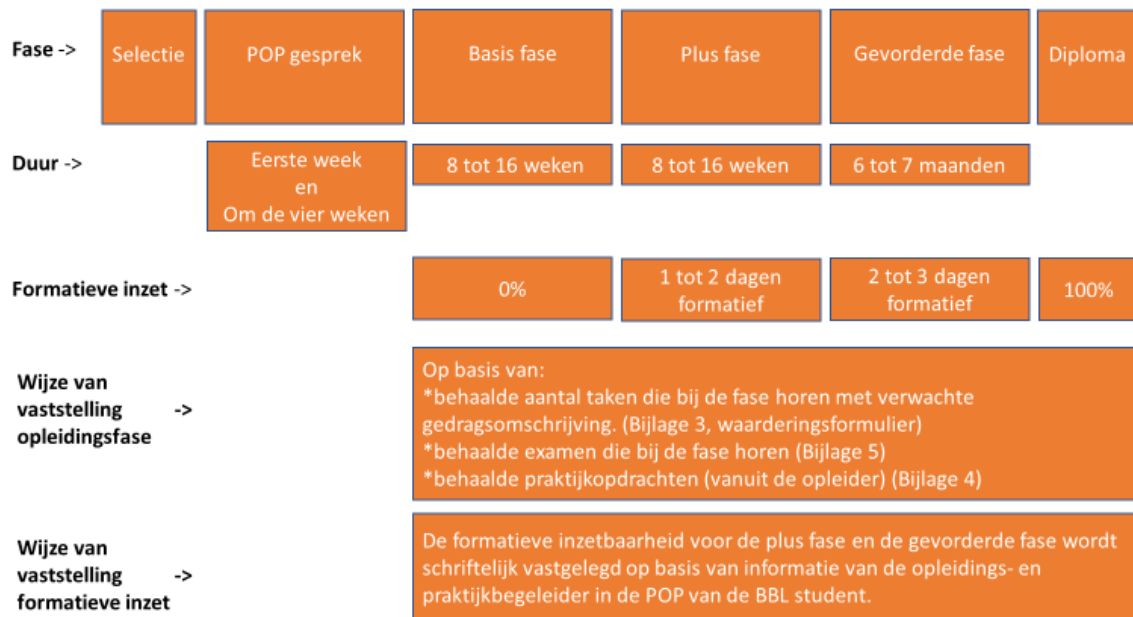 Fase -> Selectie POP gesprek Basis fase Plus fase Gevorderde fase Diploma
Duur -> Eerste week
en
Om de vier weken
8 tot 16 weken 8 tot 16 weken 6 tot 7 maanden
Formatieve inzet -> 0% 1 tot 2 dagen
formatief
2 tot 3 dagen
formatief
100%
Wijze van
vaststelling ->
opleidingsfase
Op basis van:
*behaalde aantal taken die bij de fase horen met verwachte
gedragsomschrijving. (Bijlage 3, waarderingsformulier)
*behaalde examen die bij de fase horen (Bijlage 5)
*behaalde praktijkopdrachten (vanuit de opleider) (Bijlage 4)
Wijze van
vaststelling ->
formatieve inzet
De formatieve inzetbaarheid voor de plus fase en de gevorderde fase wordt
schriftelijk vastgelegd op basis van informatie van de opleidings- en
praktijkbegeleider in de POP van de BBL student.